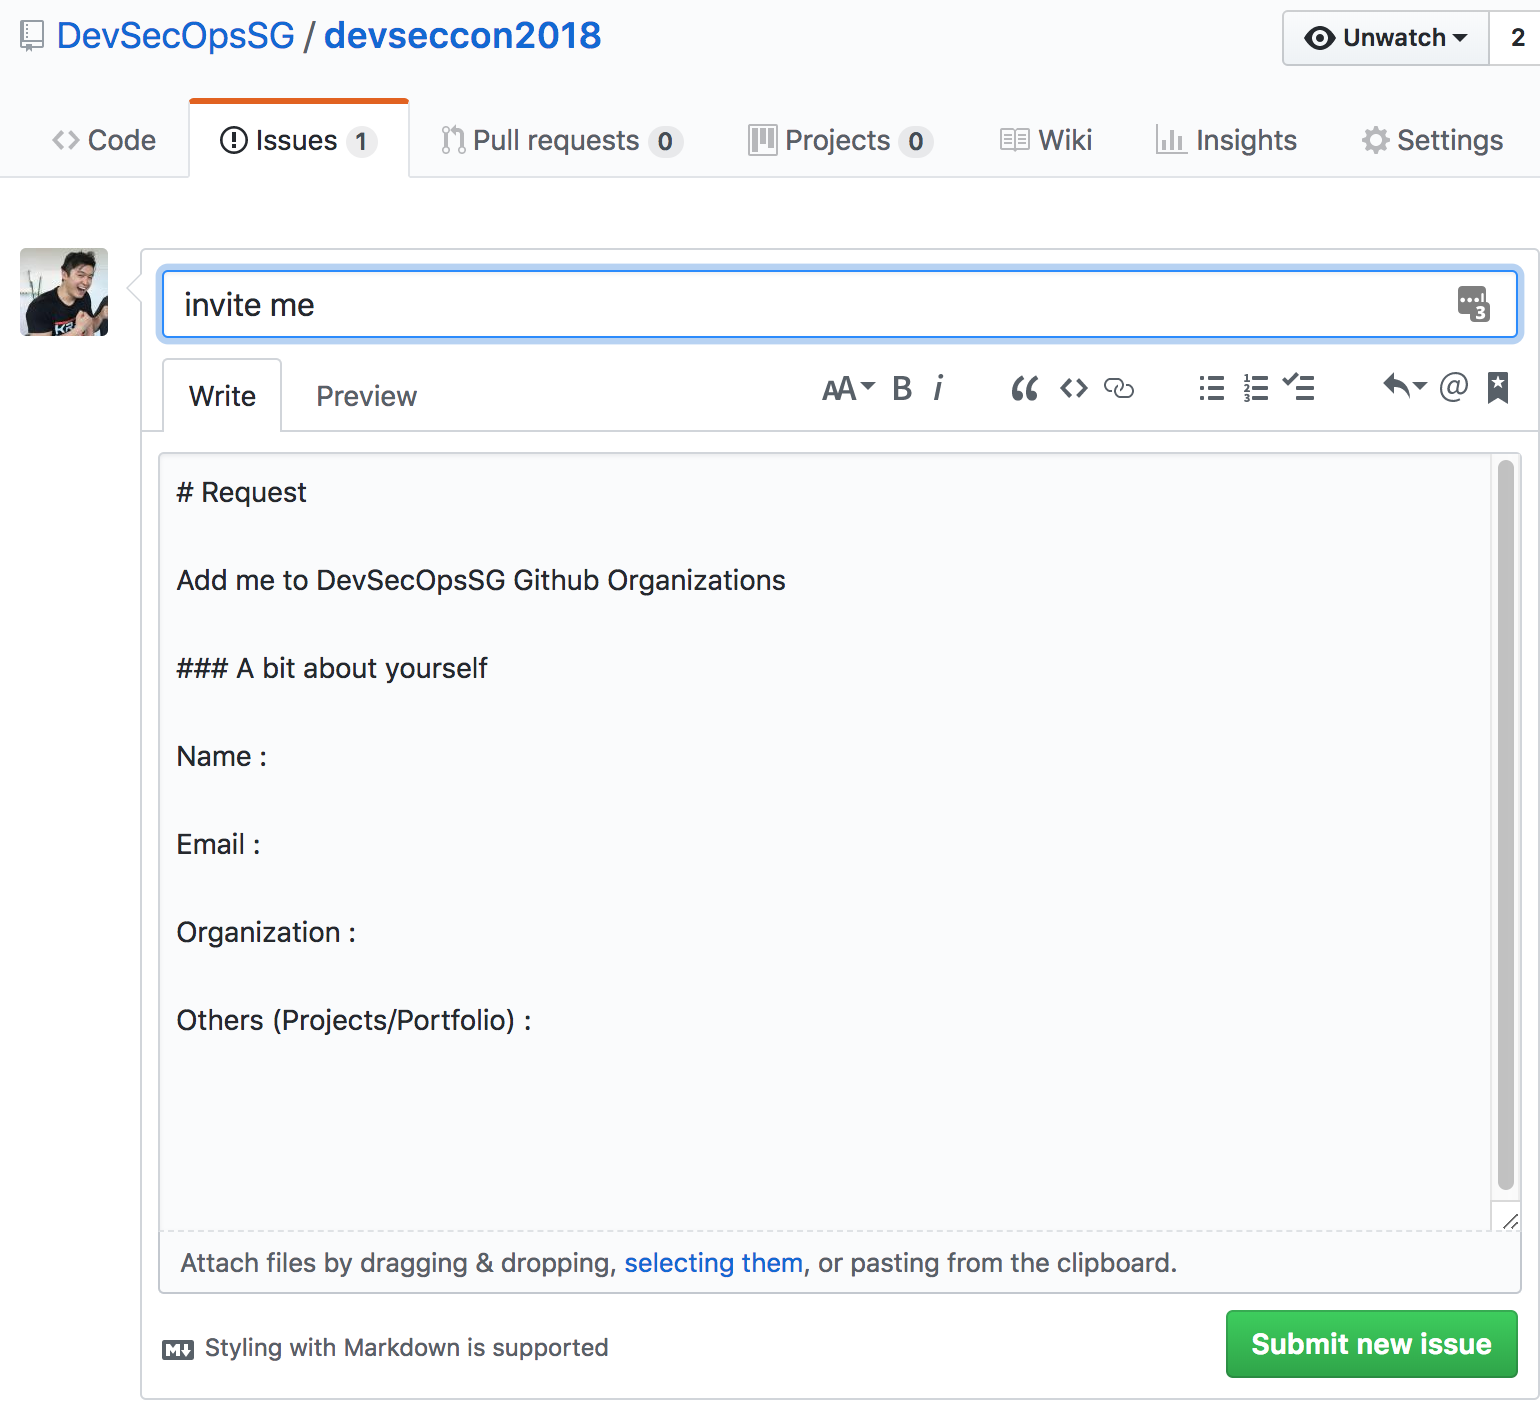 DevSecOpsSG / devseccon2018
Unwatch 2
Code Issues 1 Pull requests 0 Projects 0 Wiki Insights Settings
invite me
3
Write Preview AA B i @
# Request
Add me to DevSecOpsSG Github Organizations
### A bit about yourself
Name :
Email :
Organization :
Others (Projects/Portfolio) :
Attach files by dragging & dropping, selecting them, or pasting from the clipboard.
Styling with Markdown is supported
Submit new issue